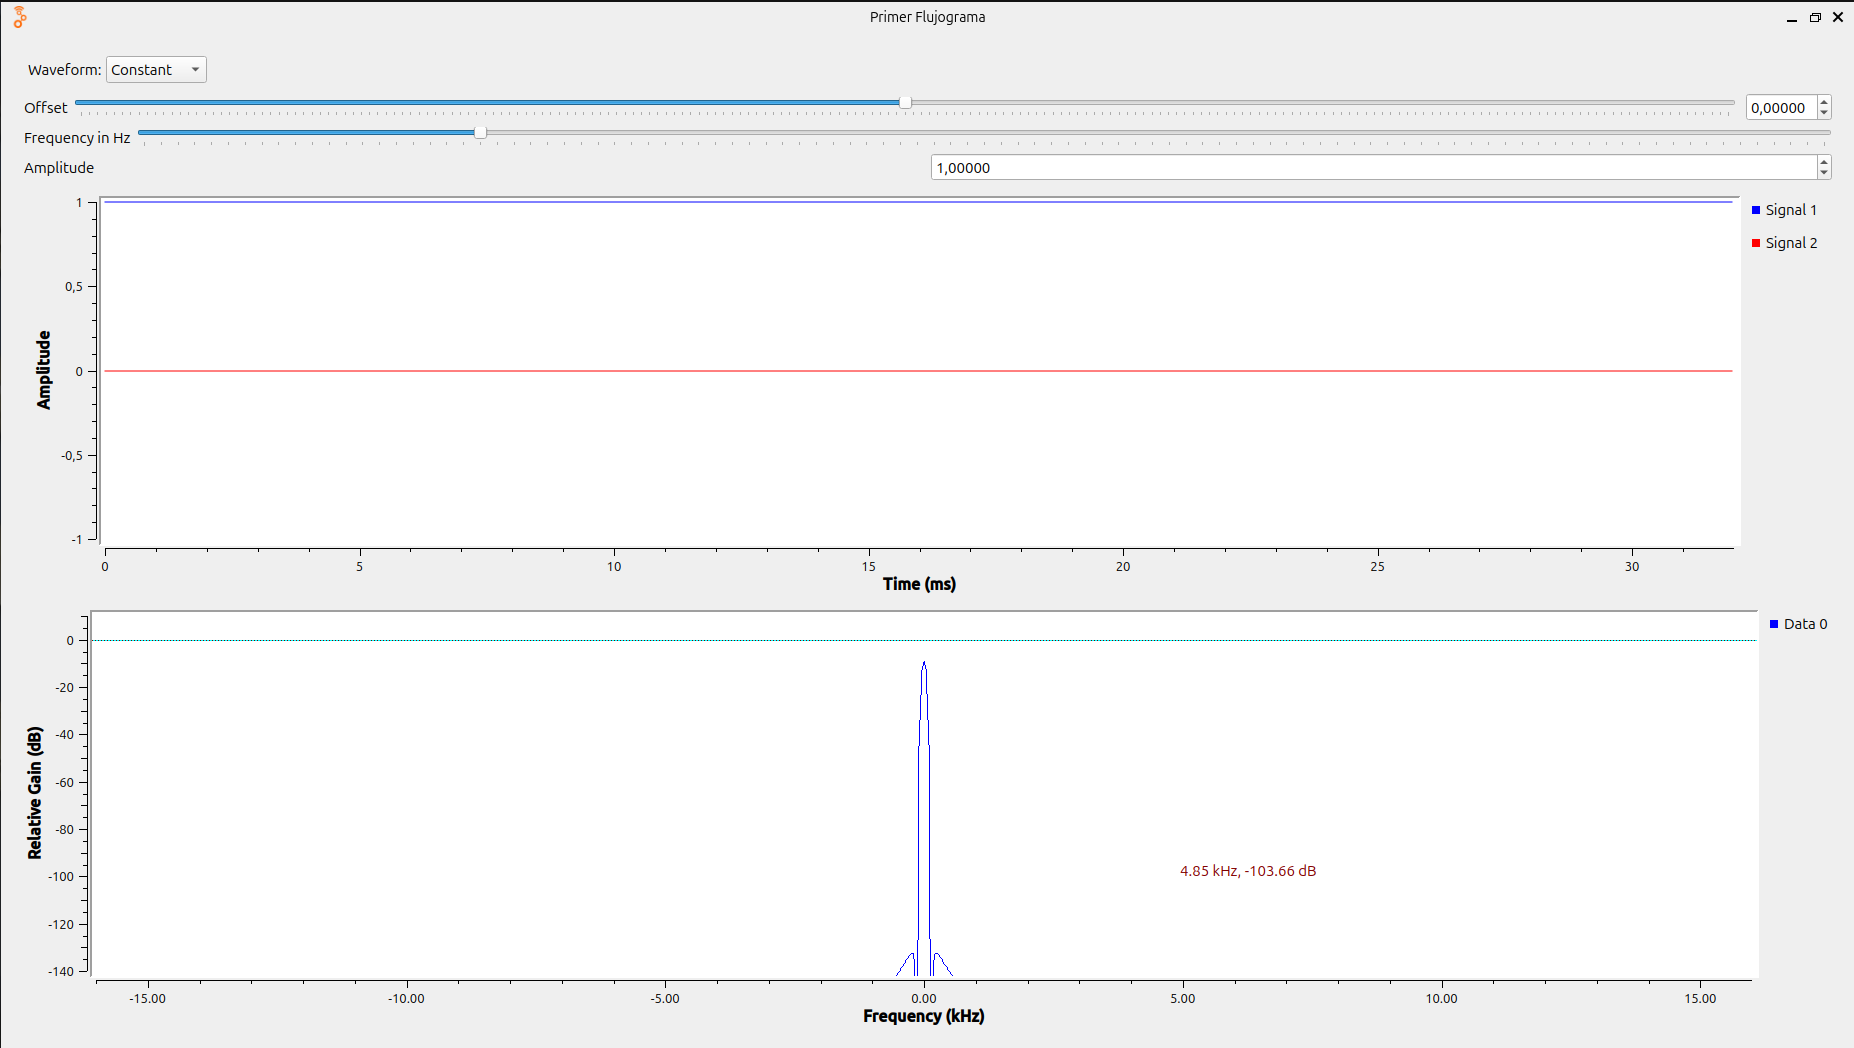 Primer Flujograma
Waveform: Constant
Offset 0,00000
Frequency in Hz
Amplitude 1,00000
1
0,5
0
-0,5
-1
Amplitude
0 5 10 15 20 25 30
Time (ms)
Signal 1
Signal 2
0
-20
-40
-60
-80
-100
-120
-140
Relative Gain (dB)
4.85 kHz, -103.66 dB
-15.00 -10.00 -5.00 0.00 5.00 10.00 15.00
Frequency (kHz)
Data 0